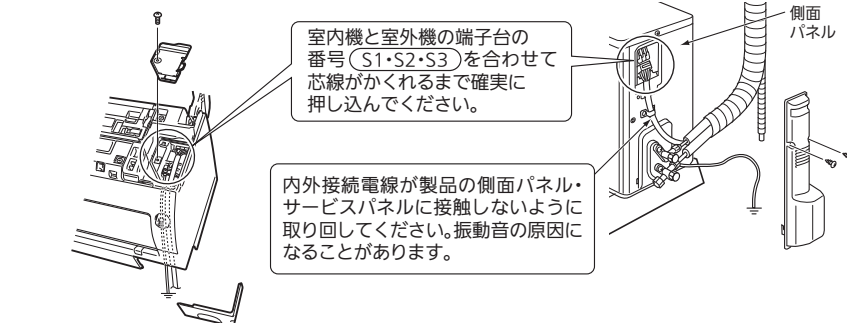 室内機と室外機の端子台の
番号(S1・S2・S3)を合わせて
芯線がかくれるまで確実に
押し込んでください。
側面
パネル
内外接続電線が製品の側面パネル・
サービスパネルに接触しないように
取り回してください。振動音の原因に
なることがあります。